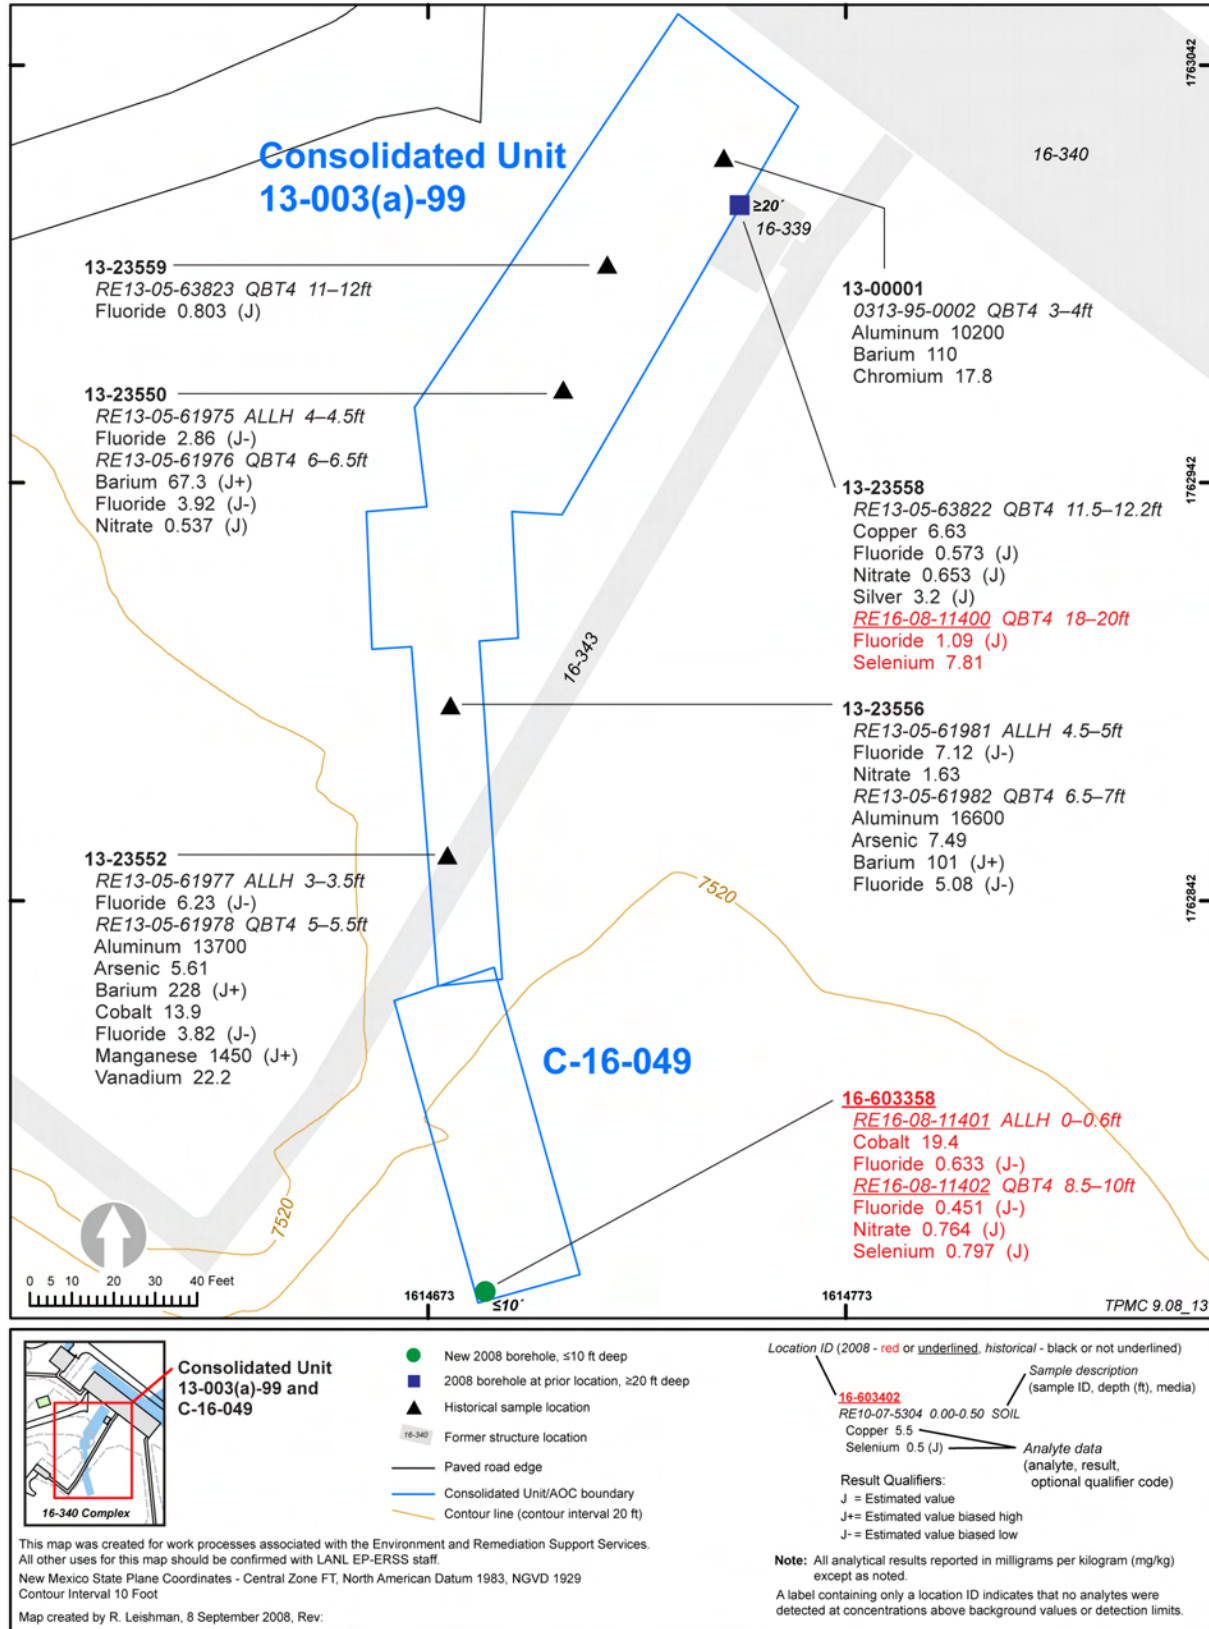 1763042
Consolidated Unit
13-003(a)-99
16-340
≥20´
16-339
13-23559
RE13-05-63823 QBT4 11–12ft
Fluoride 0.803 (J)
13-00001
0313-95-0002 QBT4 3–4ft
Aluminum 10200
Barium 110
Chromium 17.8
13-23550
RE13-05-61975 ALLH 4–4.5ft
Fluoride 2.86 (J-)
RE13-05-61976 QBT4 6–6.5ft
Barium 67.3 (J+)
Fluoride 3.92 (J-)
Nitrate 0.537 (J)
1762942
13-23558
RE13-05-63822 QBT4 11.5–12.2ft
Copper 6.63
Fluoride 0.573 (J)
Nitrate 0.653 (J)
Silver 3.2 (J)
RE16-08-11400 QBT4 18–20ft
Fluoride 1.09 (J)
Selenium 7.81
16-343
13-23556
RE13-05-61981 ALLH 4.5–5ft
Fluoride 7.12 (J-)
Nitrate 1.63
RE13-05-61982 QBT4 6.5–7ft
Aluminum 16600
Arsenic 7.49
Barium 101 (J+)
Fluoride 5.08 (J-)
13-23552
RE13-05-61977 ALLH 3–3.5ft
Fluoride 6.23 (J-)
RE13-05-61978 QBT4 5–5.5ft
Aluminum 13700
Arsenic 5.61
Barium 228 (J+)
Cobalt 13.9
Fluoride 3.82 (J-)
Manganese 1450 (J+)
Vanadium 22.2
7520
1762842
C-16-049
16-603358
RE16-08-11401 ALLH 0–0.6ft
Cobalt 19.4
Fluoride 0.633 (J-)
RE16-08-11402 QBT4 8.5–10ft
Fluoride 0.451 (J-)
Nitrate 0.764 (J)
Selenium 0.797 (J)
7520
0 5 10 20 30 40 Feet
1614673
≤10´
1614773
TPMC 9.08_13
Consolidated Unit
13-003(a)-99 and
C-16-049
16-340 Complex
New 2008 borehole, ≤10 ft deep
2008 borehole at prior location, ≥20 ft deep
Historical sample location
16-340 Former structure location
Paved road edge
Consolidated Unit/AOC boundary
Contour line (contour interval 20 ft)
Location ID (2008 - red or underlined, historical - black or not underlined)
Sample description
(sample ID, depth (ft), media)
16-603402
RE10-07-5304 0.00-0.50 SOIL
Copper 5.5
Selenium 0.5 (J)
Analyte data
(analyte, result,
optional qualifier code)
Result Qualifiers:
J = Estimated value
J+= Estimated value biased high
J-= Estimated value biased low
Note: All analytical results reported in milligrams per kilogram (mg/kg)
except as noted.
A label containing only a location ID indicates that no analytes were
detected at concentrations above background values or detection limits.
This map was created for work processes associated with the Environment and Remediation Support Services.
All other uses for this map should be confirmed with LANL EP-ERSS staff.
New Mexico State Plane Coordinates - Central Zone FT, North American Datum 1983, NGVD 1929
Contour Interval 10 Foot
Map created by R. Leishman, 8 September 2008, Rev: